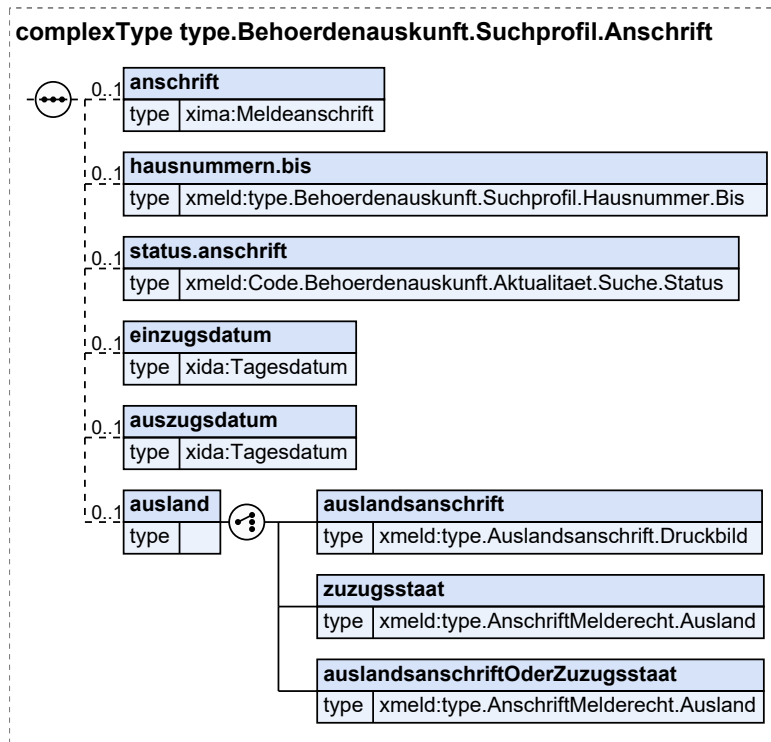 complexType type.Behoerdenauskunft.Suchprofil.Anschrift
0..1 anschrift
type xima:Meldeanschrift
0..1 hausnummern.bis
type xmeld:type.Behoerdenauskunft.Suchprofil.Hausnummer.Bis
0..1 status.anschrift
type xmeld:Code.Behoerdenauskunft.Aktualitaet.Suche.Status
0..1 einzugsdatum
type xida:Tagesdatum
0..1 auszugsdatum
type xida:Tagesdatum
0..1 ausland
type
auslandsanschrift
type xmeld:type.Auslandsanschrift.Druckbild
zuzugsstaat
type xmeld:type.AnschriftMelderecht.Ausland
auslandsanschriftOderZuzugsstaat
type xmeld:type.AnschriftMelderecht.Ausland